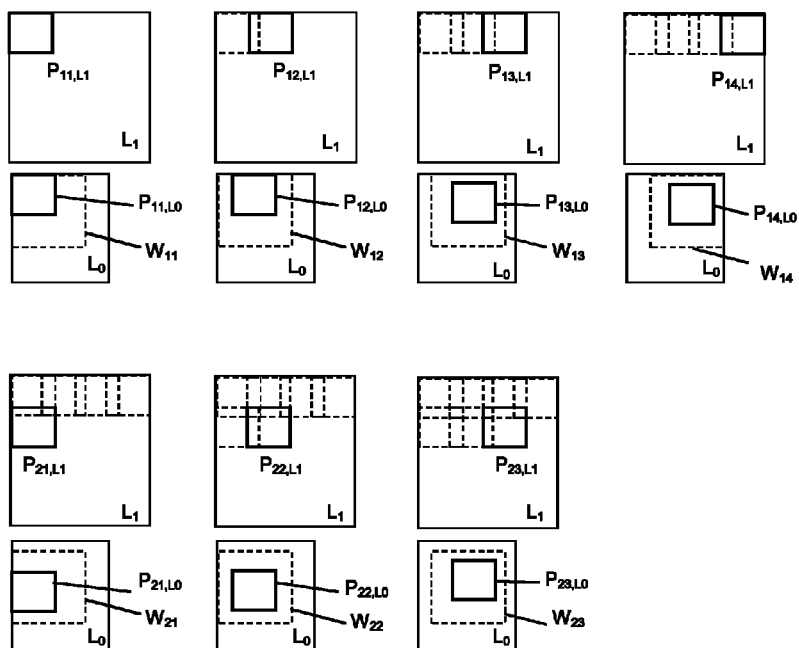 P11,L1
P12,L1
P13,L1
P14,L1
L1
L1
L1
L1
P11,L0
P12,L0
P13,L0
P14,L0
W11
W12
W13
W14
L0
L0
L0
L0
P21,L1
P22,L1
P23,L1
L1
L1
L1
P21,L0
P22,L0
P23,L0
W21
W22
W23
L0
L0
L0